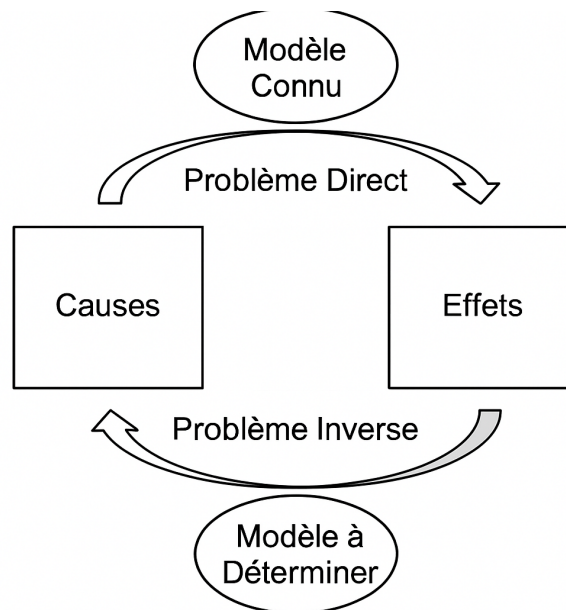 Modèle
Connu
Problème Direct
Causes
Effets
Problème Inverse
Modèle à
Déterminer